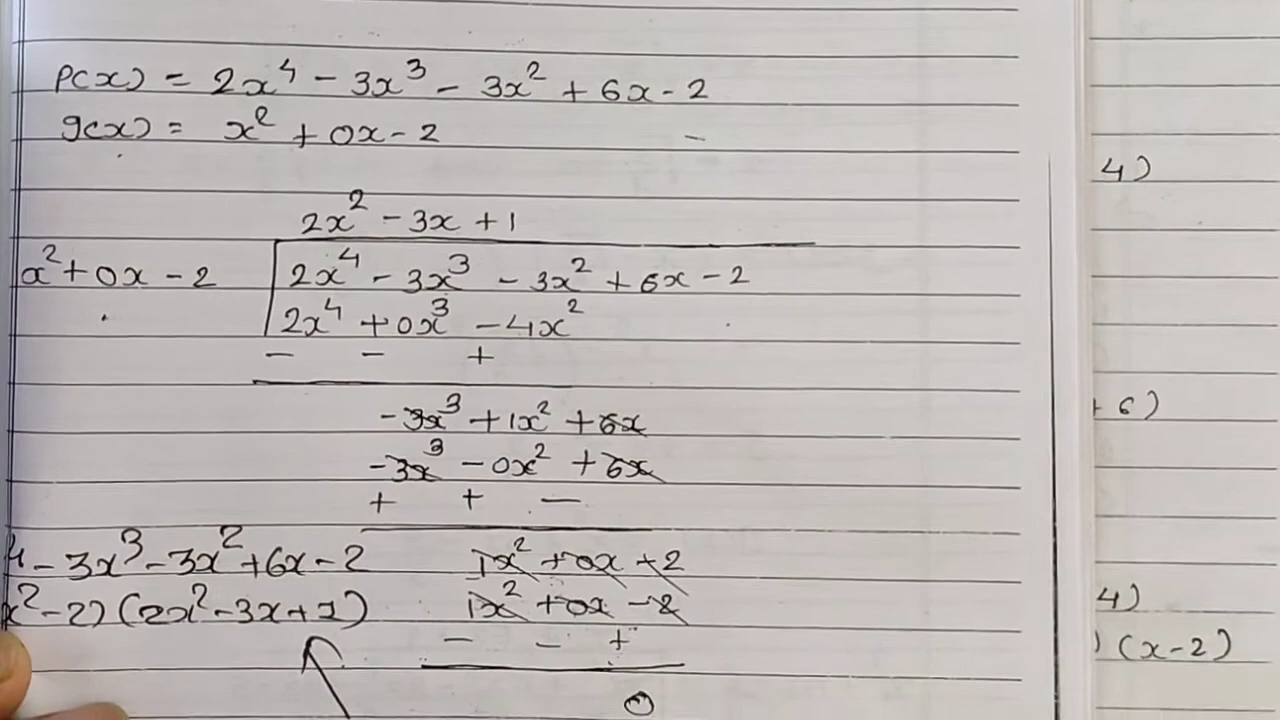 P(x) = 2x⁴ - 3x³ - 3x² + 6x - 2
g(x) = x² + 0x - 2
2x² - 3x + 1
x² + 0x - 2 2x⁴ - 3x³ - 3x² + 6x - 2
2x⁴ + 0x³ - 4x²
- - +
-3x³ + 1x² + 6x
-3x³ - 0x² + 6x
+ + -
4 - 3x³ - 3x² + 6x - 2
1x² + 0x + 2
x² - 2) (2x² - 3x + 1)
1x² + 0x - 2
- - +
0
4)
+ 6)
4)
) (x - 2)